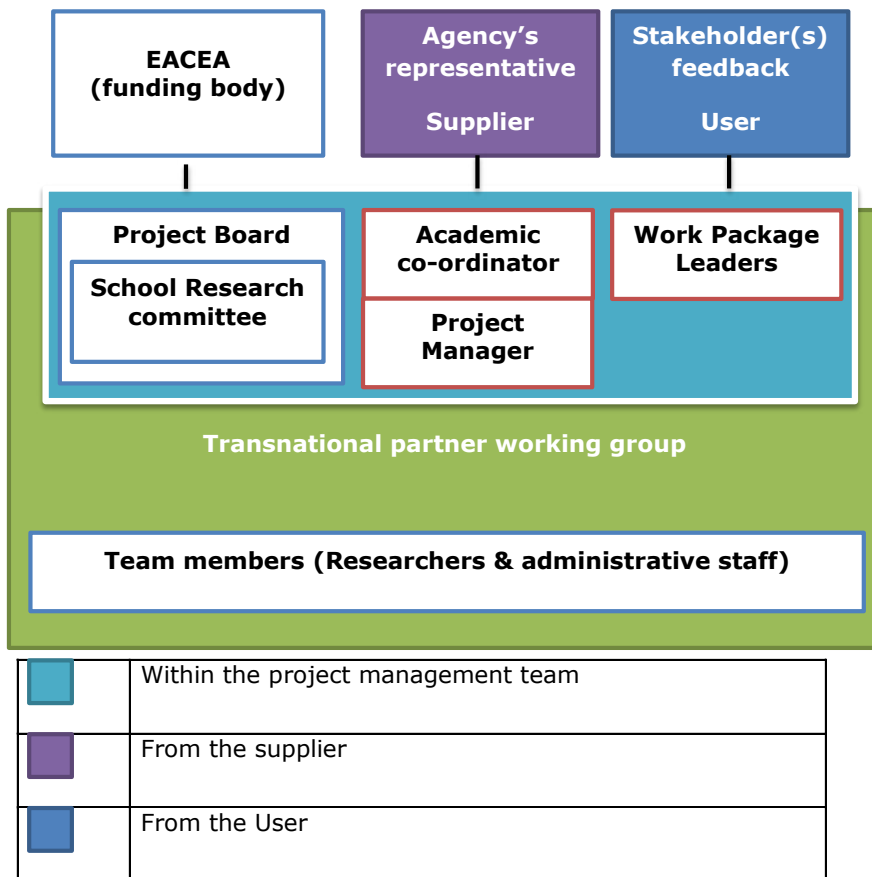 EACEA
(funding body)
Agency’s
representative
Supplier
Stakeholder(s)
feedback
User
Project Board
School Research
committee
Academic
co-ordinator
Project
Manager
Work Package
Leaders
Transnational partner working group
Team members (Researchers & administrative staff)
Within the project management team
From the supplier
From the User